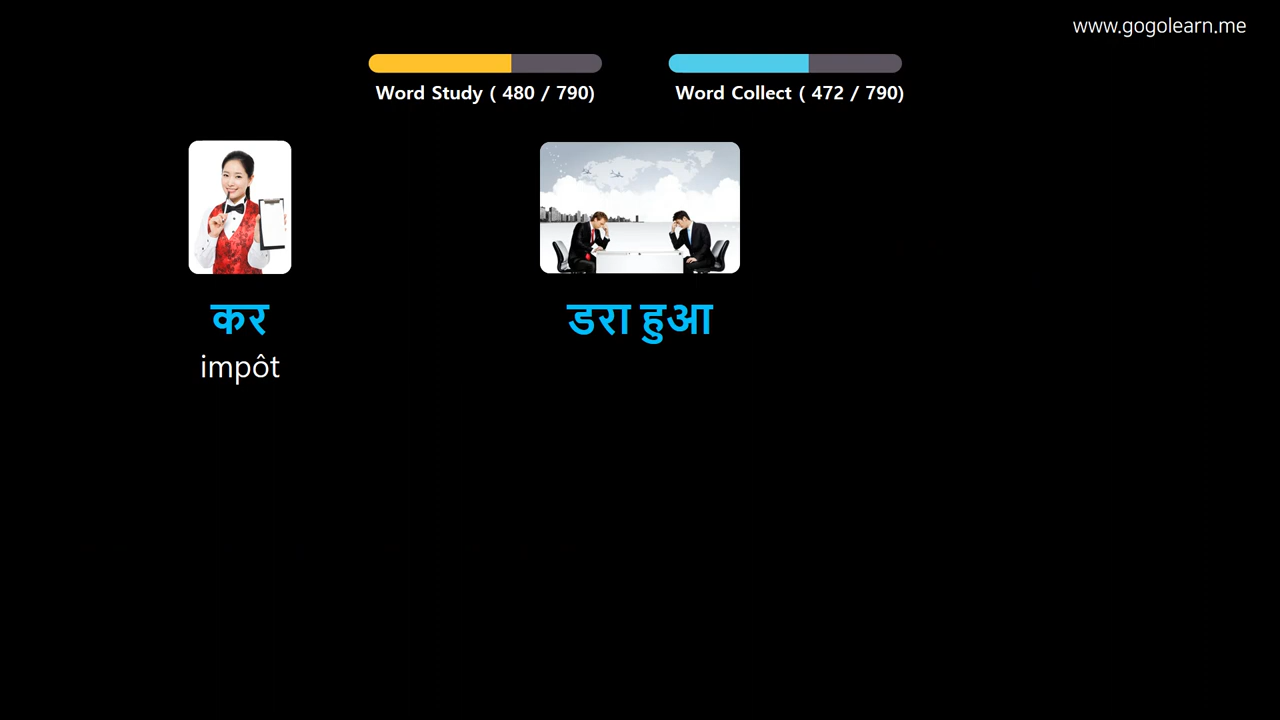 www.gogolearn.me
Word Study ( 480 / 790)
Word Collect ( 472 / 790)
कर
डरा हुआ
impôt